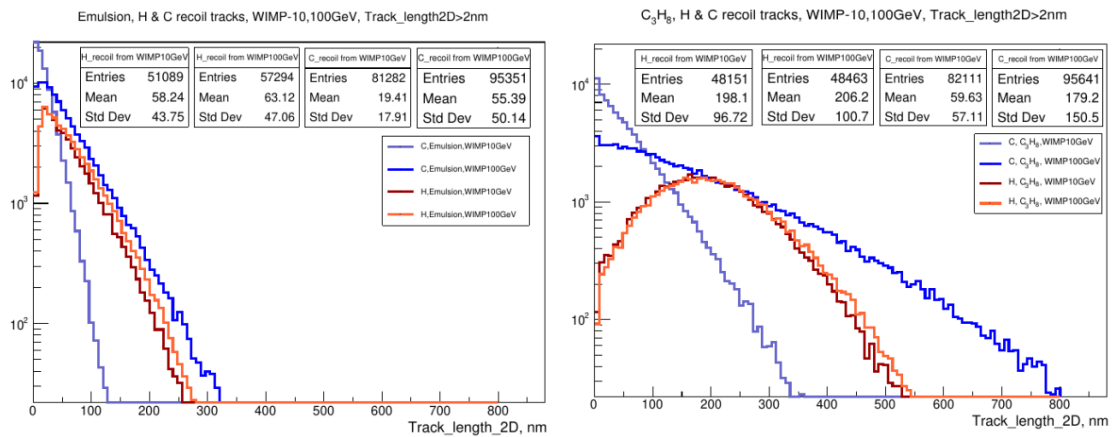 Emulsion, H & C recoil tracks, WIMP-10,100GeV, Track_length2D>2nm
H_recoil from WIMP10GeV
Entries 51089
Mean 58.24
Std Dev 43.75
H_recoil from WIMP100GeV
Entries 57294
Mean 63.12
Std Dev 47.06
C_recoil from WIMP10GeV
Entries 81282
Mean 19.41
Std Dev 17.91
C_recoil from WIMP100GeV
Entries 95351
Mean 55.39
Std Dev 50.14
C,Emulsion,WIMP10GeV
C,Emulsion,WIMP100GeV
H,Emulsion,WIMP10GeV
H,Emulsion,WIMP100GeV
10⁴
10³
10²
0 100 200 300 400 500 600 700 800
Track_length_2D, nm
C₃H₈, H & C recoil tracks, WIMP-10,100GeV, Track_length2D>2nm
H_recoil from WIMP10GeV
Entries 48151
Mean 198.1
Std Dev 96.72
H_recoil from WIMP100GeV
Entries 48463
Mean 206.2
Std Dev 100.7
C_recoil from WIMP10GeV
Entries 82111
Mean 59.63
Std Dev 57.11
C_recoil from WIMP100GeV
Entries 95641
Mean 179.2
Std Dev 150.5
C, C₃H₈,WIMP10GeV
C, C₃H₈, WIMP100GeV
H, C₃H₈, WIMP10GeV
H, C₃H₈, WIMP100GeV
10⁴
10³
10²
0 100 200 300 400 500 600 700 800
Track_length_2D, nm